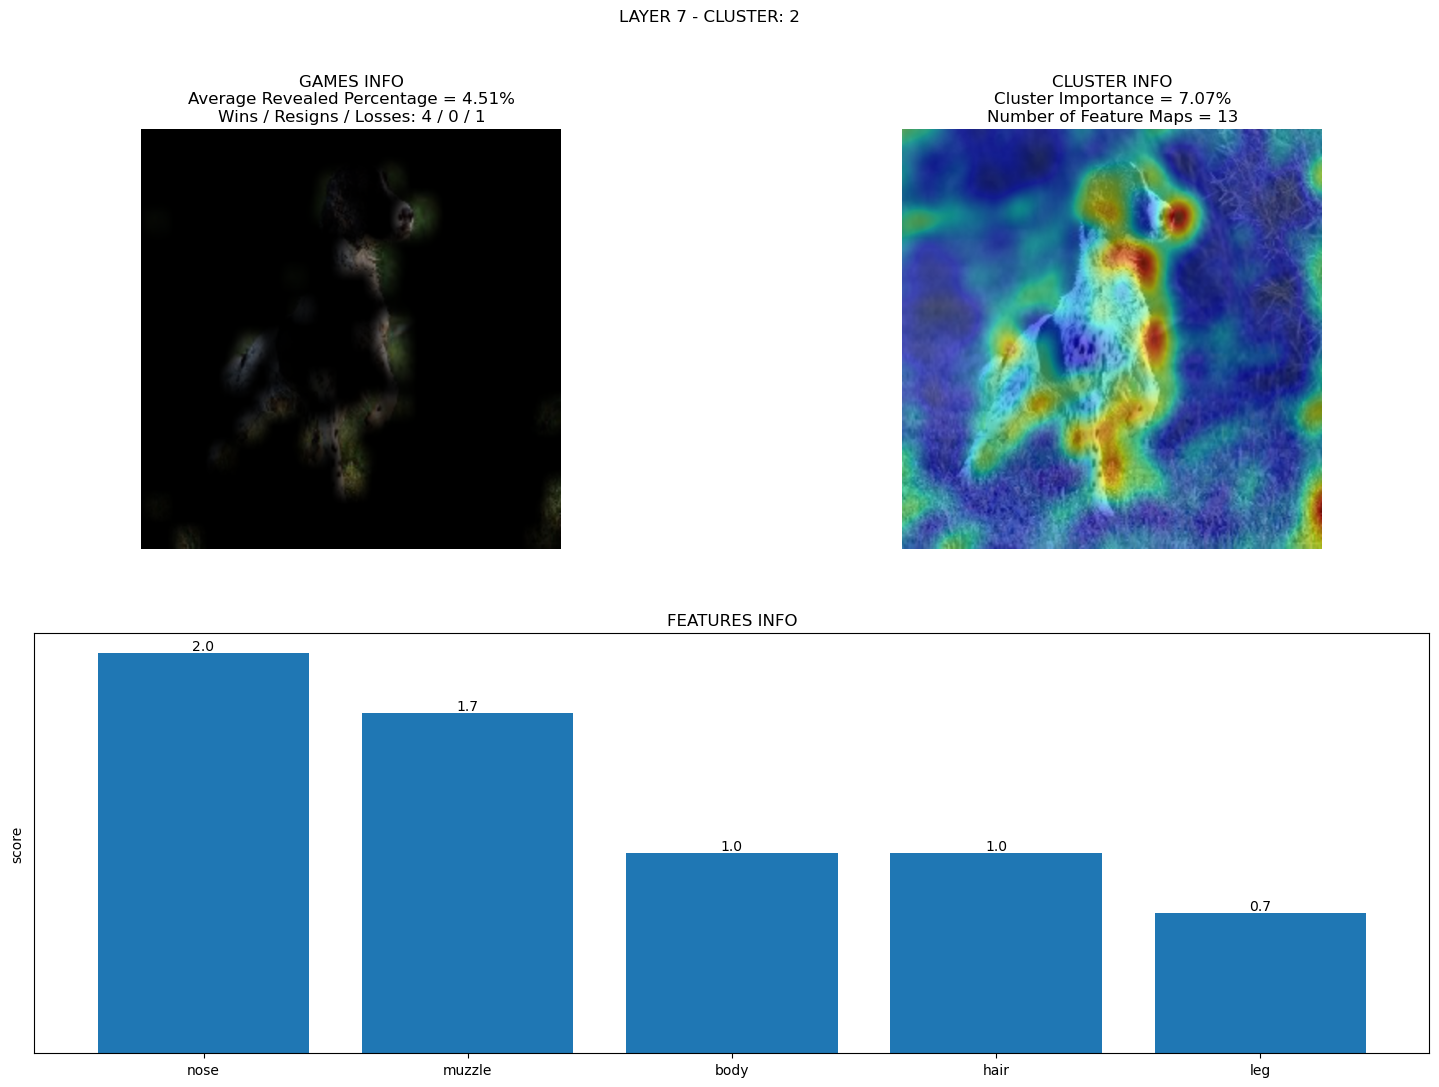 LAYER 7 - CLUSTER: 2
GAMES INFO
Average Revealed Percentage = 4.51%
Wins / Resigns / Losses: 4 / 0 / 1
CLUSTER INFO
Cluster Importance = 7.07%
Number of Feature Maps = 13
FEATURES INFO
score
2.0
1.7
1.0
1.0
0.7
nose
muzzle
body
hair
leg